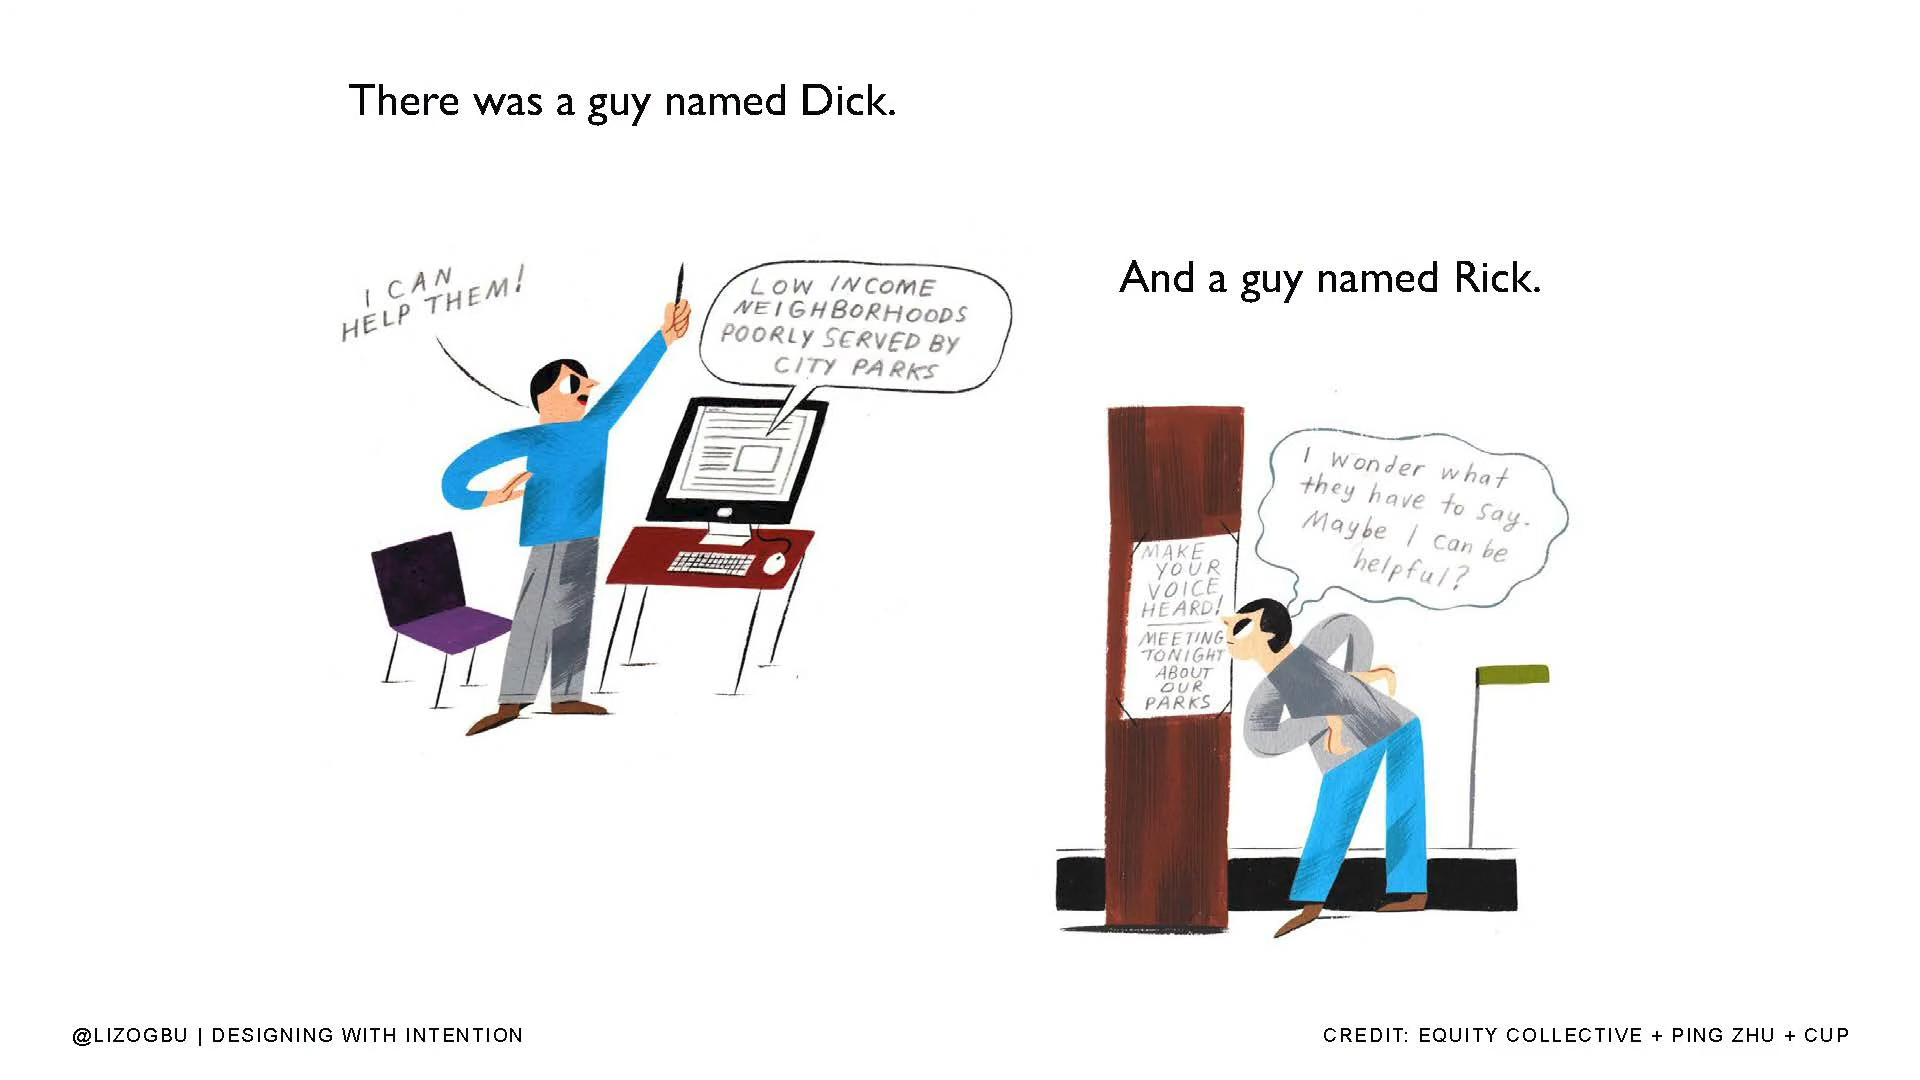 There was a guy named Dick.
I CAN
HELP THEM!
LOW INCOME
NEIGHBORHOODS
POORLY SERVED BY
CITY PARKS
And a guy named Rick.
I wonder what
they have to say.
Maybe I can be
helpful?
MAKE
YOUR
VOICE
HEARD!
MEETING
TONIGHT
ABOUT
OUR
PARKS
@LIZOGBU | DESIGNING WITH INTENTION
CREDIT: EQUITY COLLECTIVE + PING ZHU + CUP